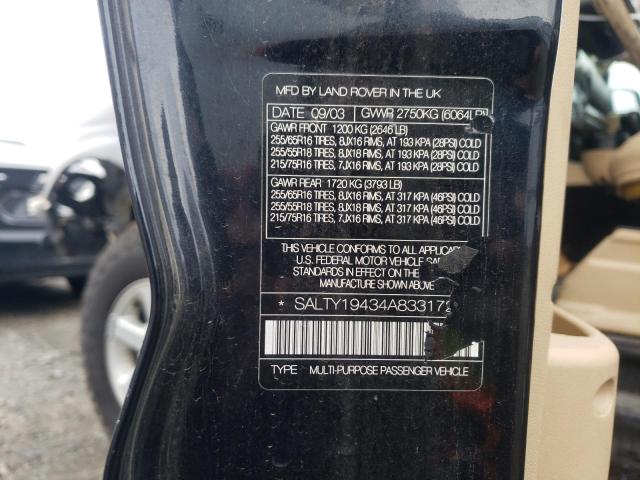 MFD BY LAND ROVER IN THE UK
DATE 09/03 GVWR 2750KG (6064LB)
GAWR FRONT 1200 KG (2646 LB)
255/65R16 TIRES, 8JX16 RIMS, AT 193 KPA (28PSI) COLD
255/55R18 TIRES, 8JX18 RIMS, AT 193 KPA (28PSI) COLD
215/75R16 TIRES, 7JX16 RIMS, AT 193 KPA (28PSI) COLD
GAWR REAR 1720 KG (3793 LB)
255/65R16 TIRES, 8JX16 RIMS, AT 317 KPA (46PSI) COLD
255/55R18 TIRES, 8JX18 RIMS, AT 317 KPA (46PSI) COLD
215/75R16 TIRES, 7JX16 RIMS, AT 317 KPA (46PSI) COLD
THIS VEHICLE CONFORMS TO ALL APPLICA
U.S. FEDERAL MOTOR VEHICLE
STANDARDS IN EFFECT ON THE
MANUFACTURE SHOWN ABOVE
* SALTY19434A83317
TYPE MULTI-PURPOSE PASSENGER VEHICLE